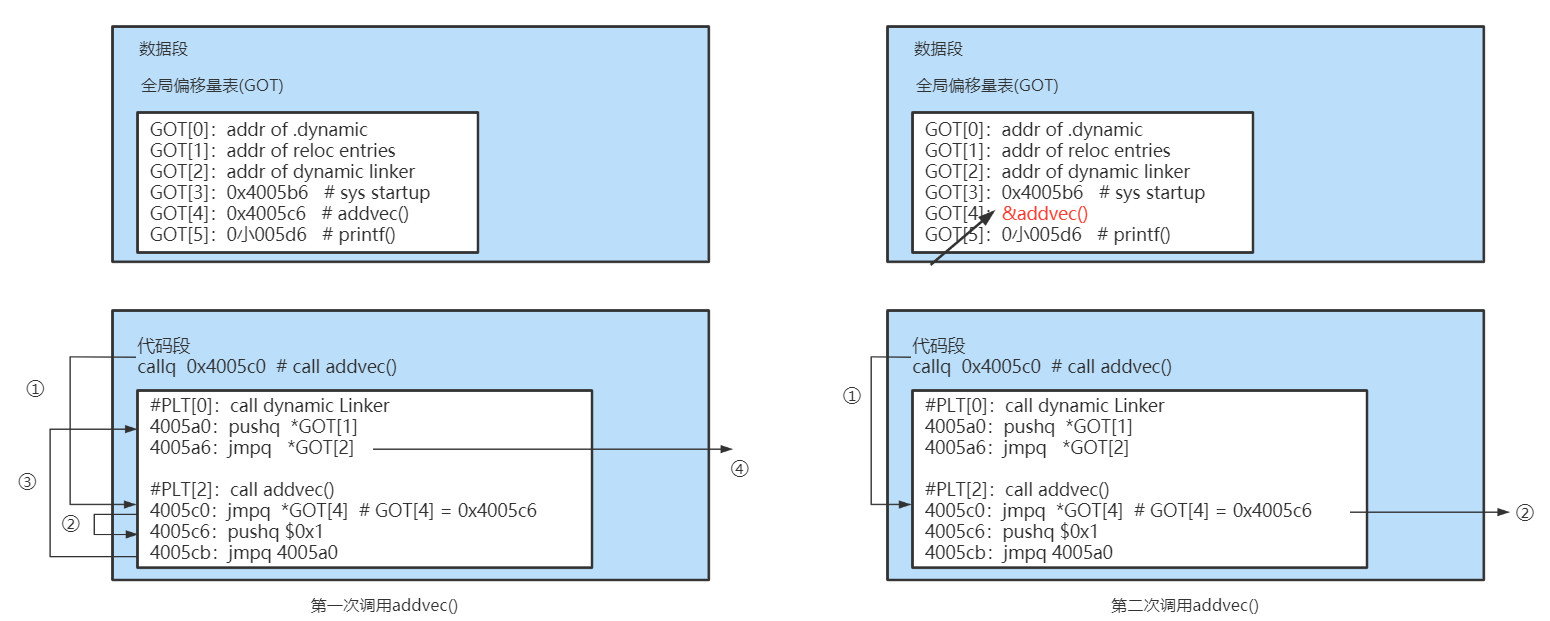 数据段
全局偏移量表(GOT)
GOT[0]：addr of .dynamic
GOT[1]：addr of reloc entries
GOT[2]：addr of dynamic linker
GOT[3]：0x4005b6   # sys startup
GOT[4]：0x4005c6   # addvec()
GOT[5]：0小005d6   # printf()
代码段
callq  0x4005c0  # call addvec()
①
#PLT[0]：call dynamic Linker
4005a0：pushq  *GOT[1]
4005a6：jmpq   *GOT[2]
④
③
#PLT[2]：call addvec()
4005c0：jmpq  *GOT[4]  # GOT[4] = 0x4005c6
②
4005c6：pushq $0x1
4005cb：jmpq 4005a0
第一次调用addvec()
数据段
全局偏移量表(GOT)
GOT[0]：addr of .dynamic
GOT[1]：addr of reloc entries
GOT[2]：addr of dynamic linker
GOT[3]：0x4005b6   # sys startup
GOT[4]：&addvec()
GOT[5]：0小005d6   # printf()
代码段
callq  0x4005c0  # call addvec()
①
#PLT[0]：call dynamic Linker
4005a0：pushq  *GOT[1]
4005a6：jmpq   *GOT[2]
#PLT[2]：call addvec()
4005c0：jmpq  *GOT[4]  # GOT[4] = 0x4005c6
②
4005c6：pushq $0x1
4005cb：jmpq 4005a0
第二次调用addvec()